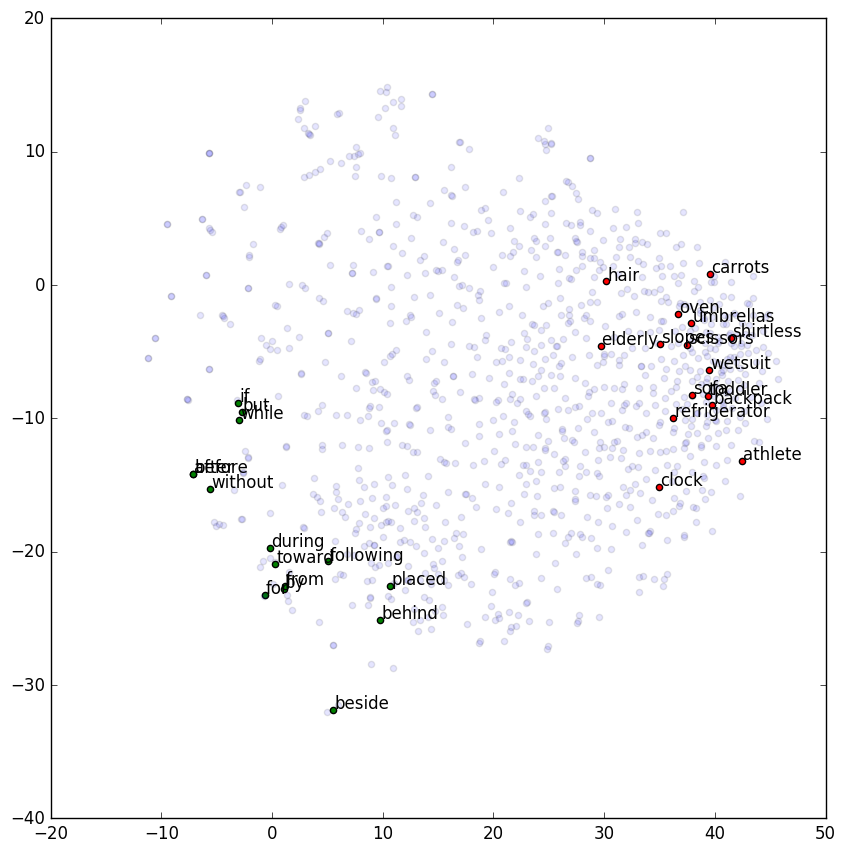 20
10
0
−10
−20
−30
−40
carrots
hair
oven
umbrellas
shirtless
elderly
slopes
scissors
wetsuit
sofa
toddler
backpack
if
but
while
refrigerator
athlete
before
after
without
clock
during
toward
following
from
by
for
placed
behind
beside
−20
−10
0
10
20
30
40
50